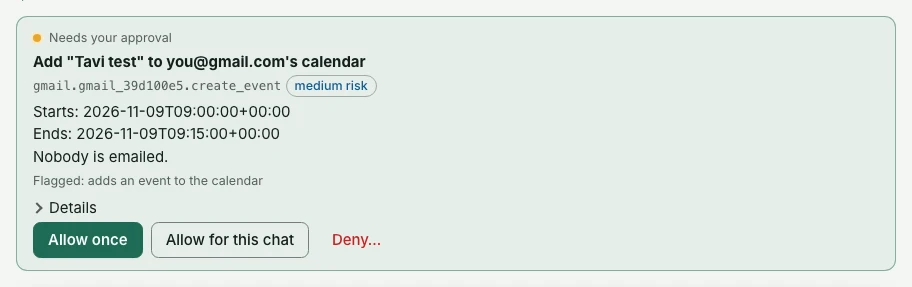 Needs your approval
Add "Tavi test" to you@gmail.com's calendar
gmail.gmail_39d100e5.create_event medium risk
Starts: 2026-11-09T09:00:00+00:00
Ends: 2026-11-09T09:15:00+00:00
Nobody is emailed.
Flagged: adds an event to the calendar
Details
Allow once Allow for this chat Deny...